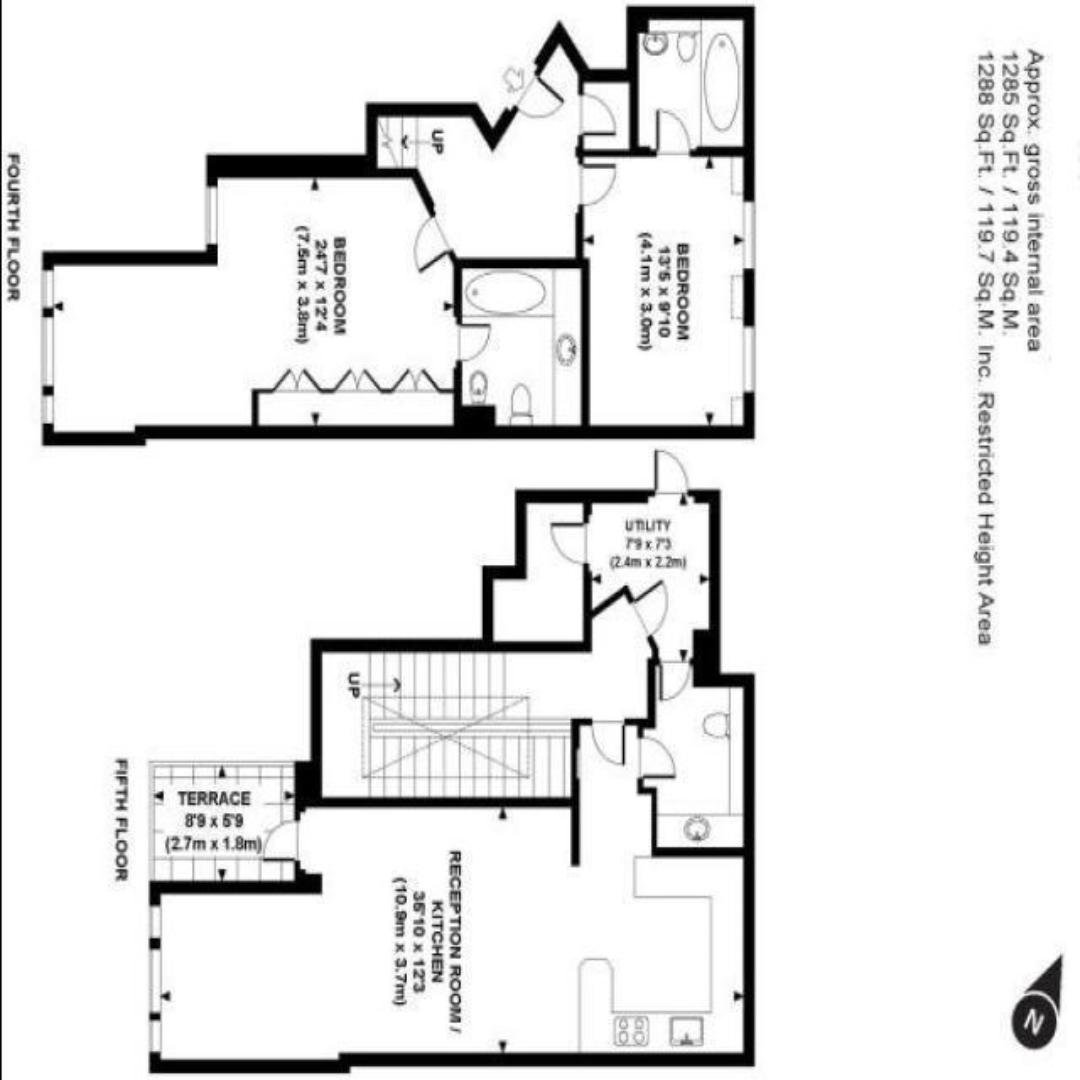 Approx. gross internal area
1285 Sq.Ft. / 119.4 Sq.M.
1288 Sq.Ft. / 119.7 Sq.M. Inc. Restricted Height Area
UP
BEDROOM
13'5 x 9'10
(4.1m x 3.0m)
BEDROOM
24'7 x 12'4
(7.5m x 3.8m)
FOURTH FLOOR
UTILITY
7'9 x 7'3
(2.4m x 2.2m)
UP
TERRACE
8'9 x 5'9
(2.7m x 1.8m)
RECEPTION ROOM /
KITCHEN
35'10 x 12'3
(10.9m x 3.7m)
FIFTH FLOOR
N